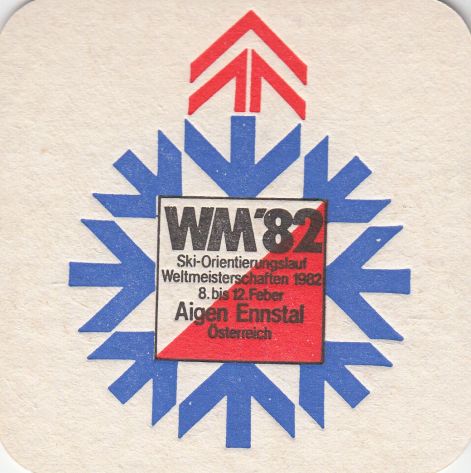 WM'82
Ski-Orientierungslauf
Weltmeisterschaften 1982
8. bis 12. Feber
Aigen Ennstal
Österreich